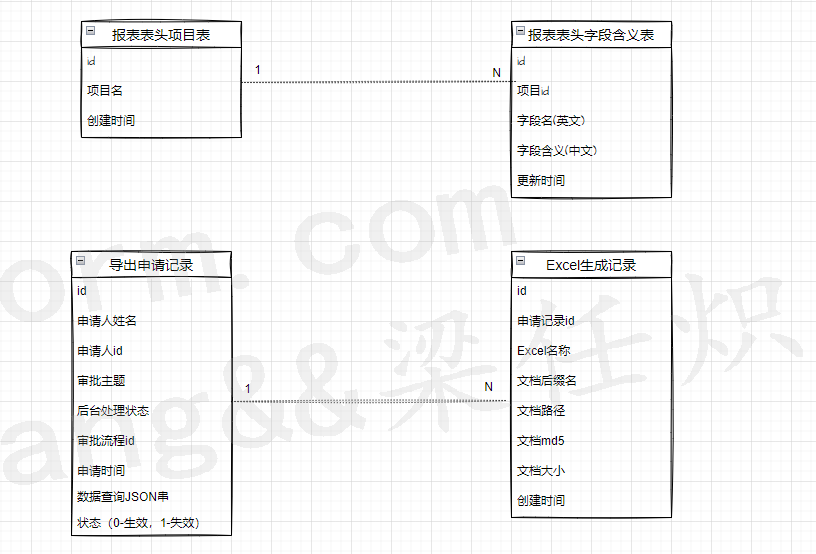 报表表头项目表
id
项目名
创建时间
1
N
报表表头字段含义表
id
项目id
字段名(英文)
字段含义(中文)
更新时间
导出申请记录
id
申请人姓名
申请人id
审批主题
后台处理状态
审批流程id
申请时间
数据查询JSON串
状态（0-生效，1-失效）
1
N
Excel生成记录
id
申请记录id
Excel名称
文档后缀名
文档路径
文档md5
文档大小
创建时间
orm. com
ang&&梁任炽